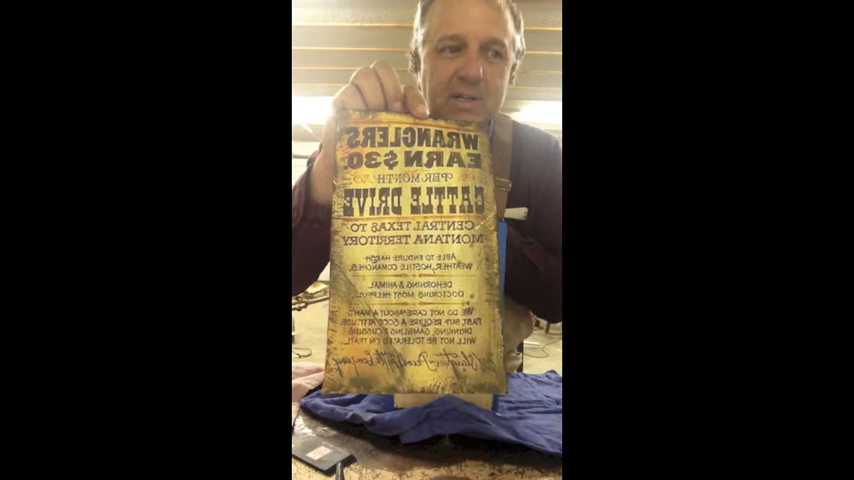 WRANGLERS
EARN $30.
PER MONTH
CATTLE DRIVE
CENTRAL TEXAS TO
MONTANA TERRITORY
ABLE TO ENDURE HARSH
WEATHER, HOSTILE COMANCHES.
DEHORNING & ANIMAL
DOCTORING MOST HELPFUL.
WE DO NOT CARE ABOUT A MAN'S
PAST BUT REQUIRE A GOOD ATTITUDE.
DRINKING, GAMBLING & CUSSING
WILL NOT BE TOLERATED ON TRAIL.
Cattle Company